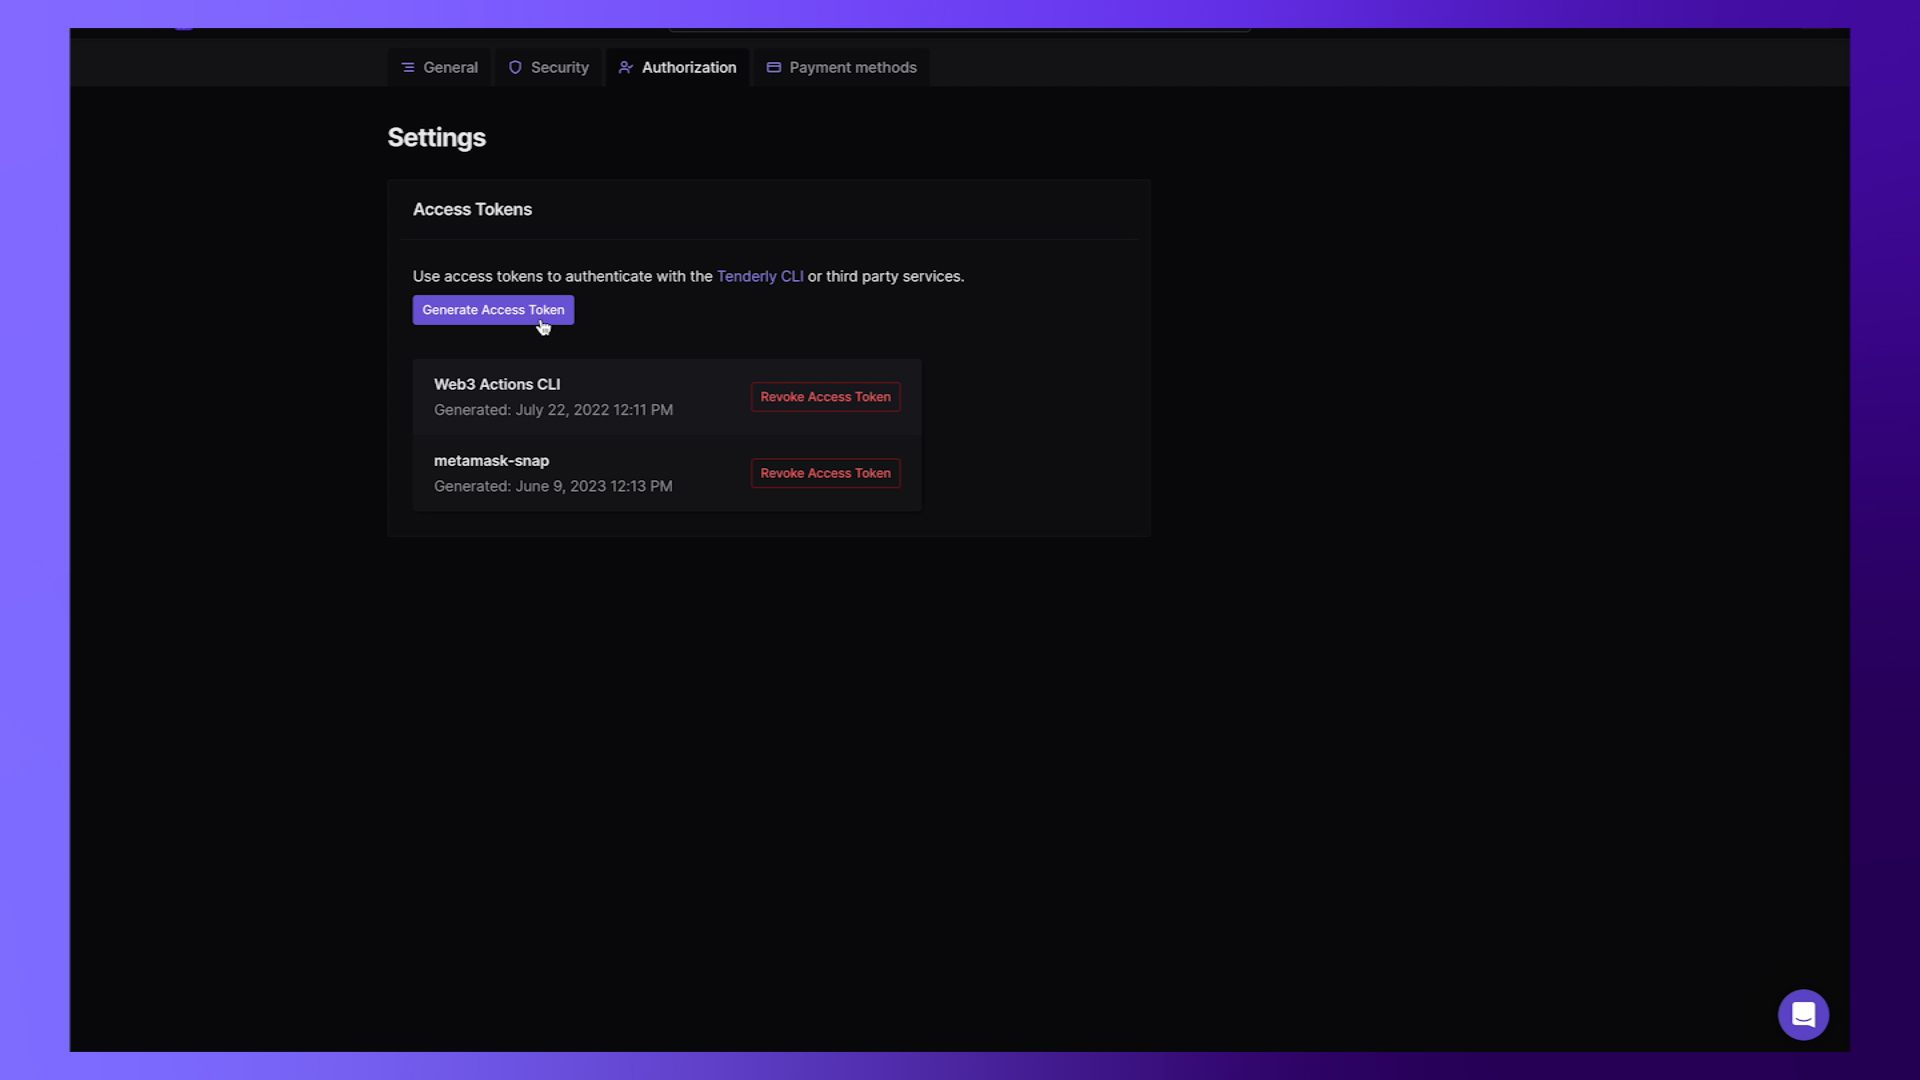 General
Security
Authorization
Payment methods
Settings
Access Tokens
Use access tokens to authenticate with the Tenderly CLI or third party services.
Generate Access Token
Web3 Actions CLI
Generated: July 22, 2022 12:11 PM
Revoke Access Token
metamask-snap
Generated: June 9, 2023 12:13 PM
Revoke Access Token